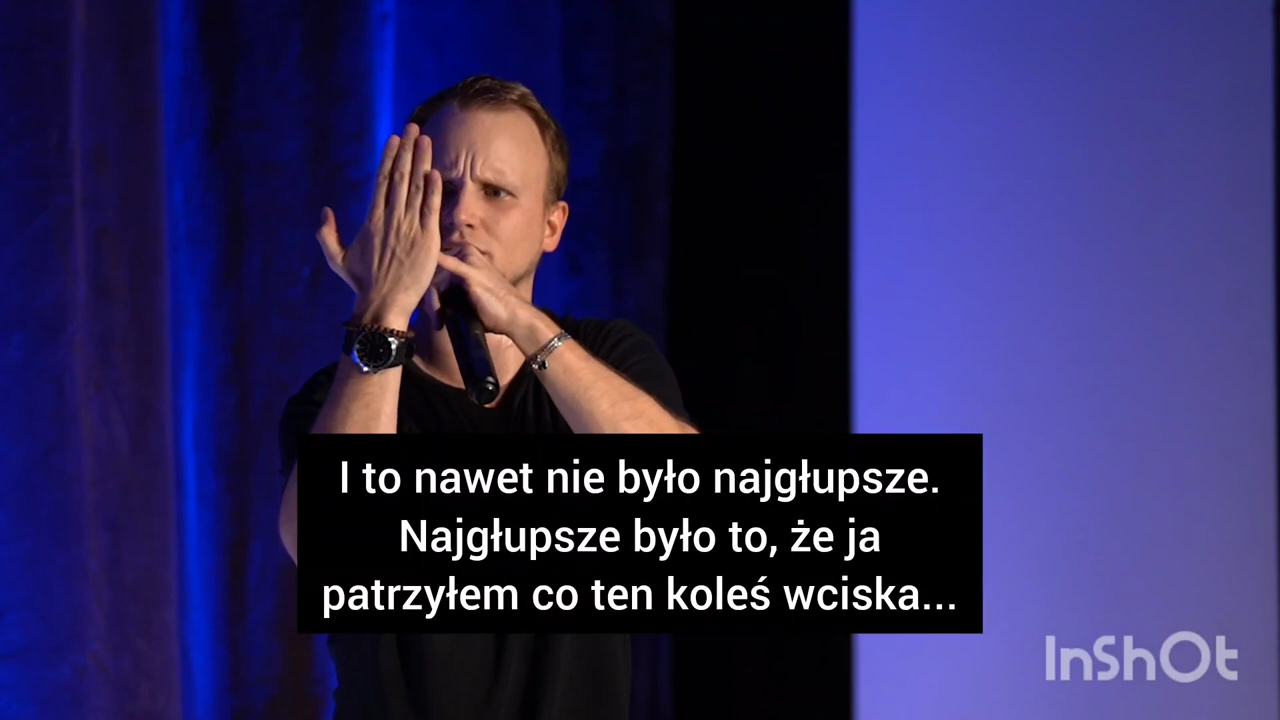 I to nawet nie było najgłupsze.
Najgłupsze było to, że ja
patrzyłem co ten koleś wciska...
InShOt